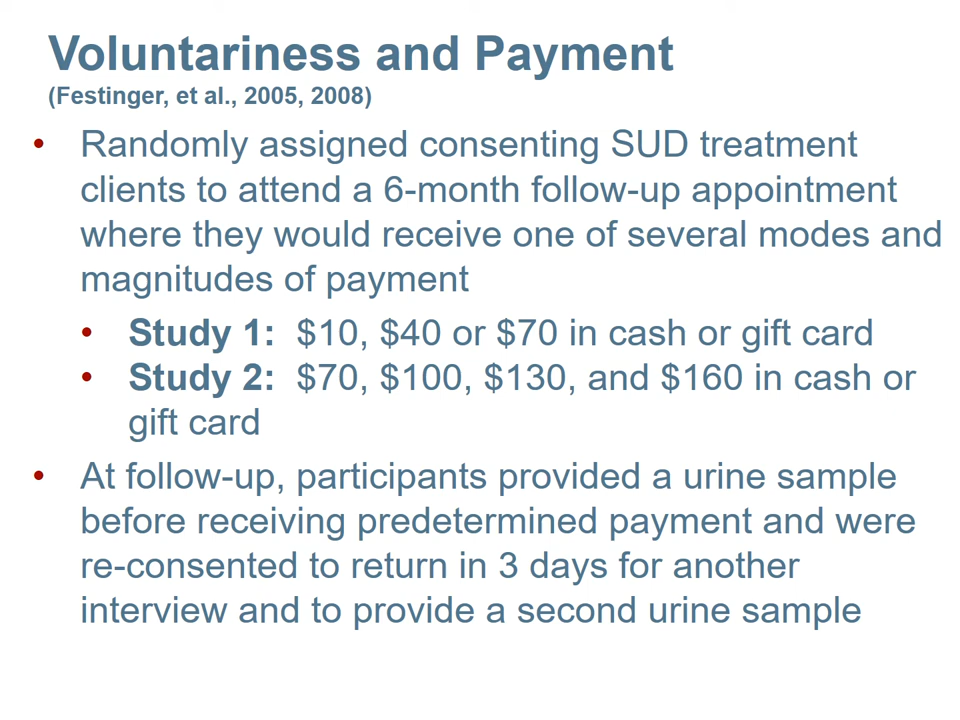 Voluntariness and Payment
(Festinger, et al., 2005, 2008)
• Randomly assigned consenting SUD treatment
clients to attend a 6-month follow-up appointment
where they would receive one of several modes and
magnitudes of payment
• Study 1: $10, $40 or $70 in cash or gift card
• Study 2: $70, $100, $130, and $160 in cash or
gift card
• At follow-up, participants provided a urine sample
before receiving predetermined payment and were
re-consented to return in 3 days for another
interview and to provide a second urine sample